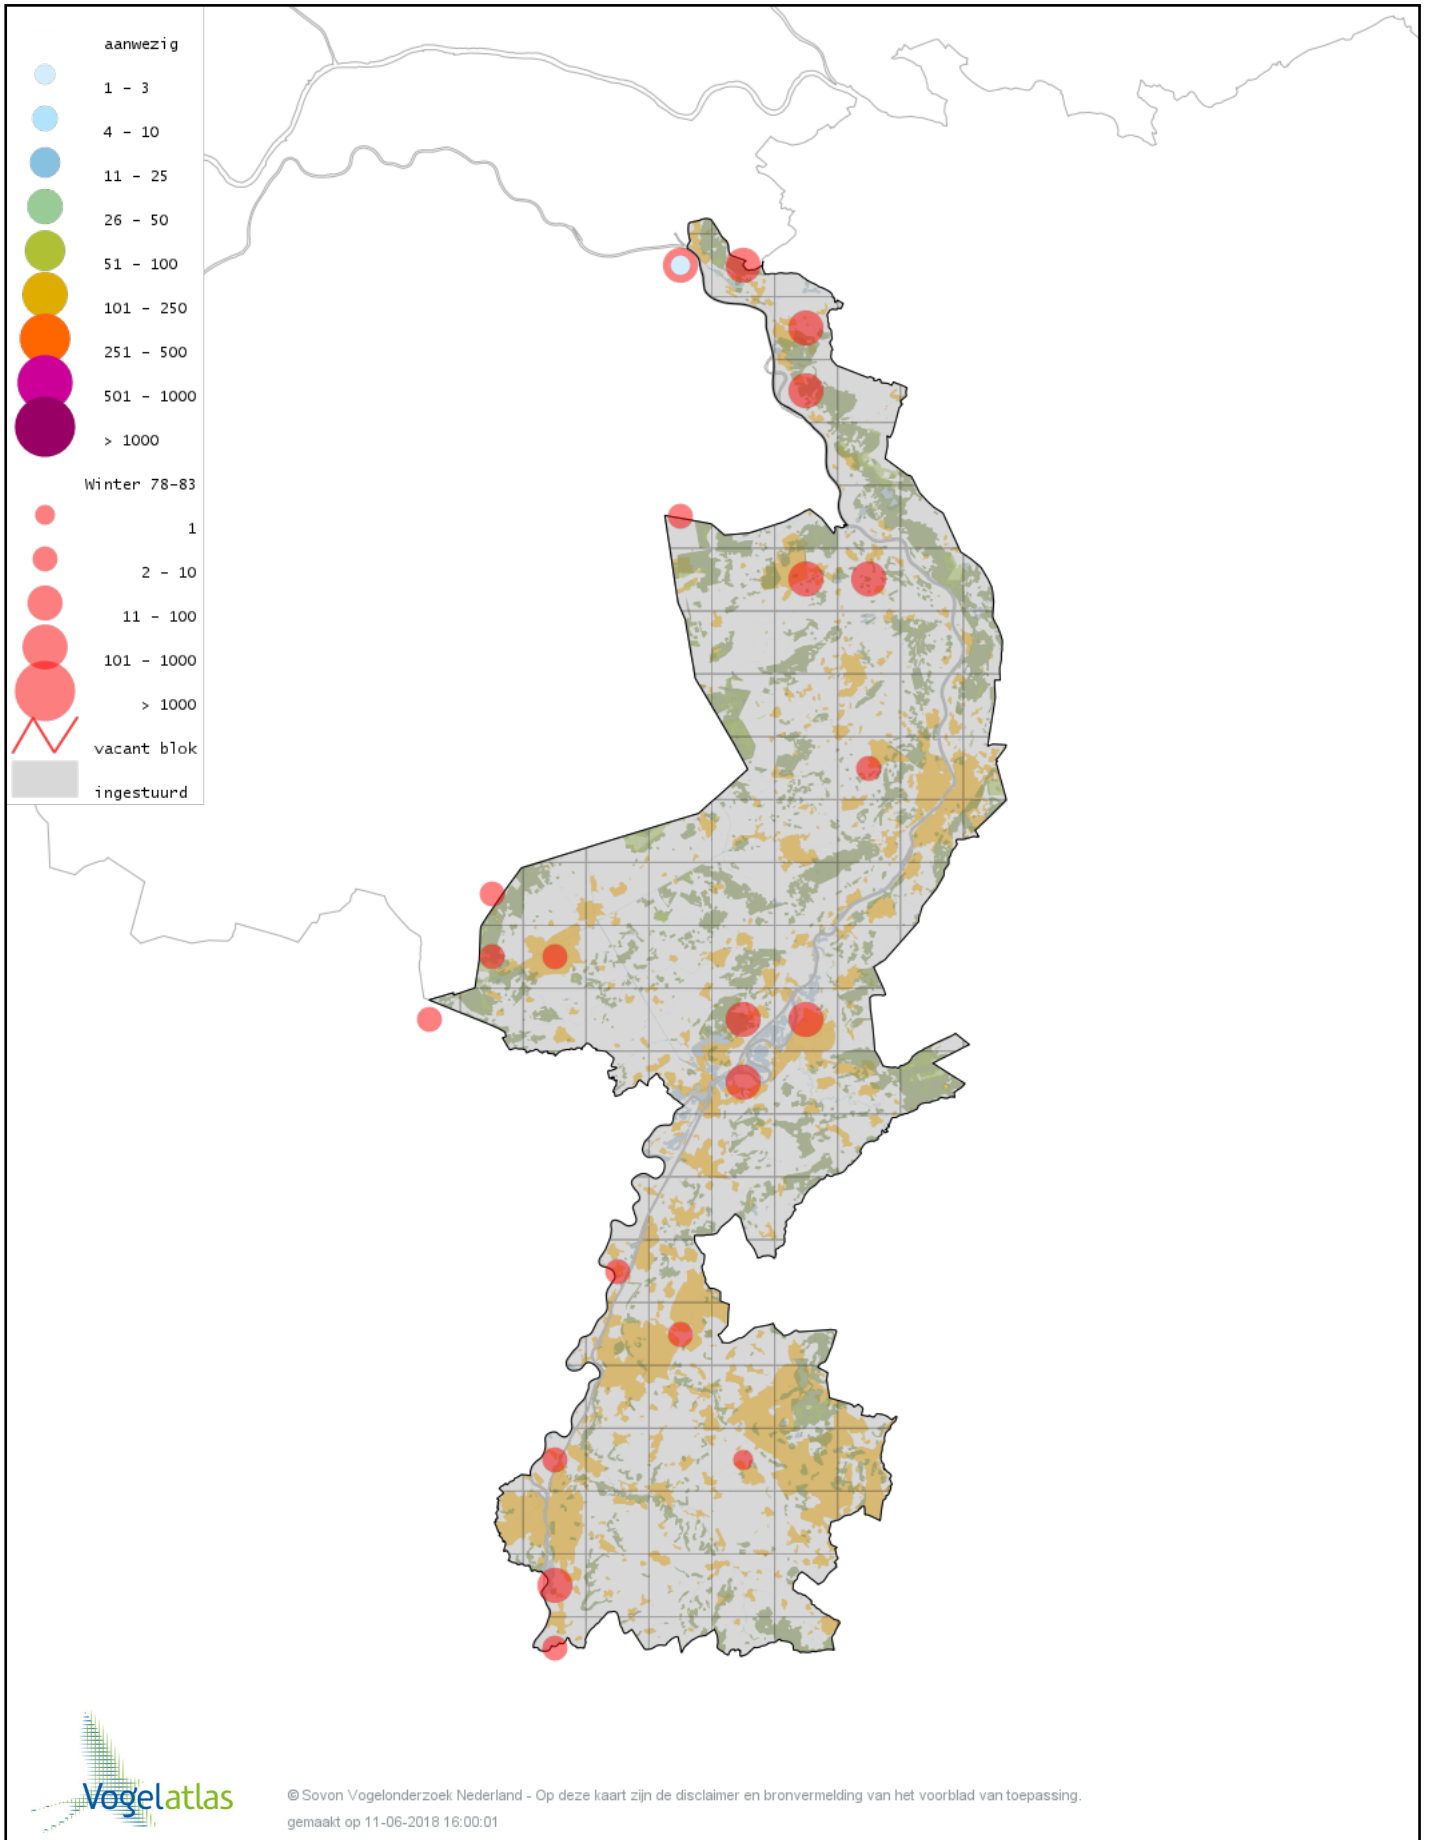 aanwezig
1 - 3
4 - 10
11 - 25
26 - 50
51 - 100
101 - 250
251 - 500
501 - 1000
> 1000
Winter 78-83
1
2 - 10
11 - 100
101 - 1000
> 1000
vacant blok
ingestuurd
Vogelatlas
© Sovon Vogelonderzoek Nederland - Op deze kaart zijn de disclaimer en bronvermelding van het voorblad van toepassing.
gemaakt op 11-06-2018 16:00:01